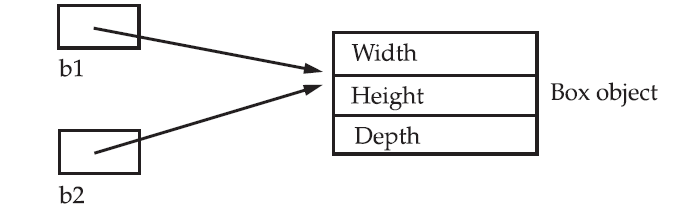 b1
Width
Height
Depth
Box object
b2